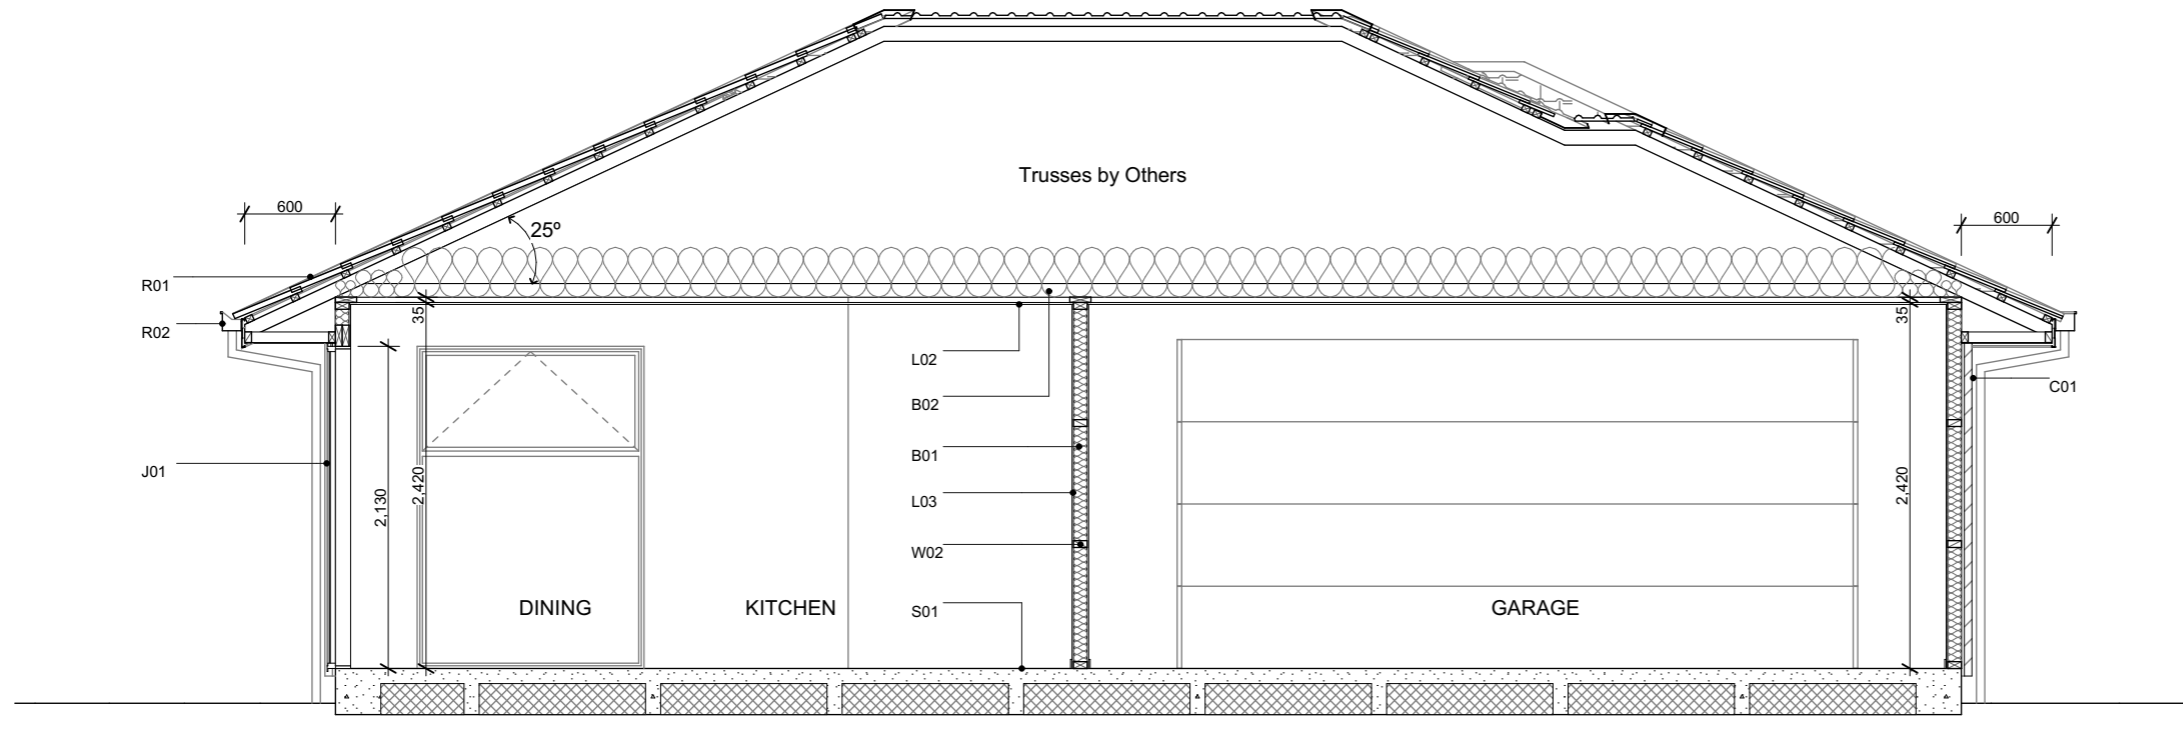 Trusses by Others
600
25º
600
R01
R02
35
35
L02
C01
B02
B01
J01
2,130
2,420
2,420
L03
W02
DINING
KITCHEN
S01
GARAGE